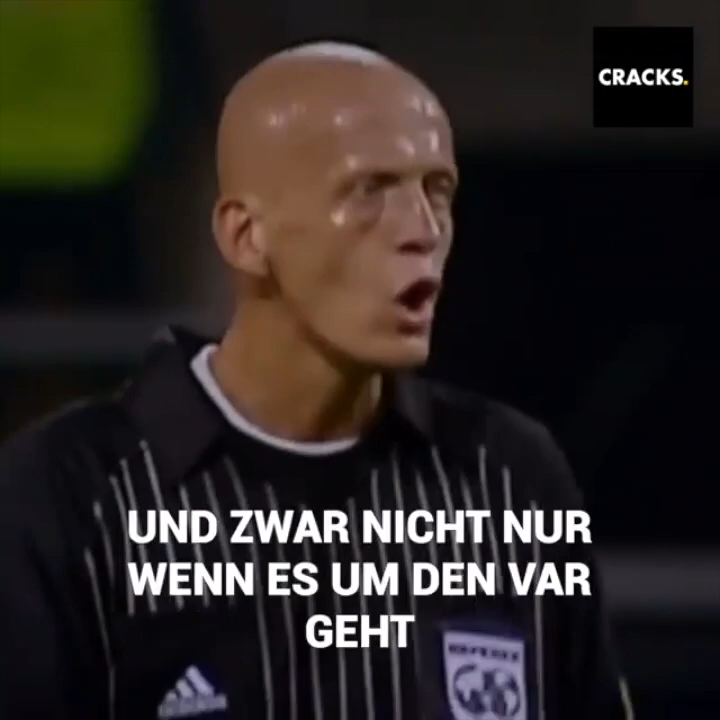 CRACKS.
UND ZWAR NICHT NUR
WENN ES UM DEN VAR
GEHT